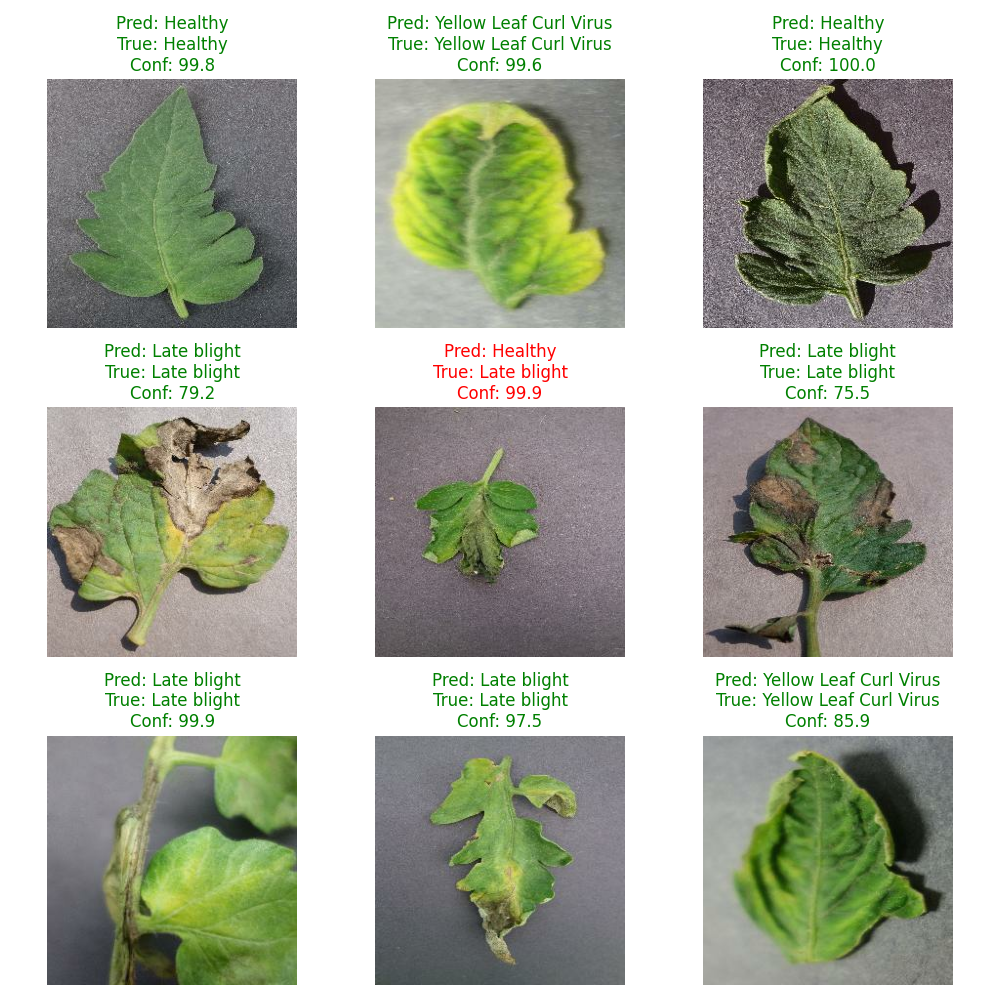 Pred: Healthy
True: Healthy
Conf: 99.8
Pred: Yellow Leaf Curl Virus
True: Yellow Leaf Curl Virus
Conf: 99.6
Pred: Healthy
True: Healthy
Conf: 100.0
Pred: Late blight
True: Late blight
Conf: 79.2
Pred: Healthy
True: Late blight
Conf: 99.9
Pred: Late blight
True: Late blight
Conf: 75.5
Pred: Late blight
True: Late blight
Conf: 99.9
Pred: Late blight
True: Late blight
Conf: 97.5
Pred: Yellow Leaf Curl Virus
True: Yellow Leaf Curl Virus
Conf: 85.9